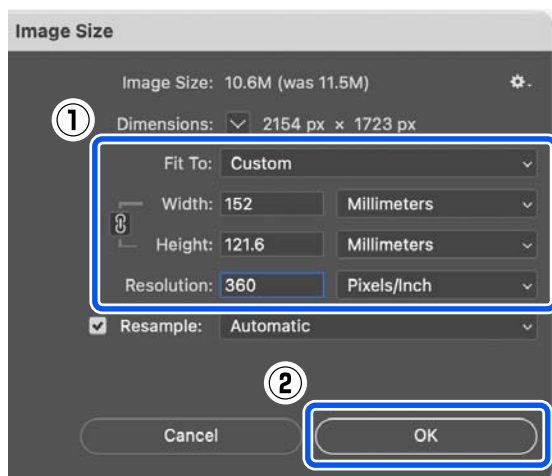 Image Size
Image Size: 10.6M (was 11.5M)
① Dimensions: 2154 px × 1723 px
Fit To: Custom
Width: 152 Millimeters
Height: 121.6 Millimeters
Resolution: 360 Pixels/Inch
Resample: Automatic
②
Cancel OK